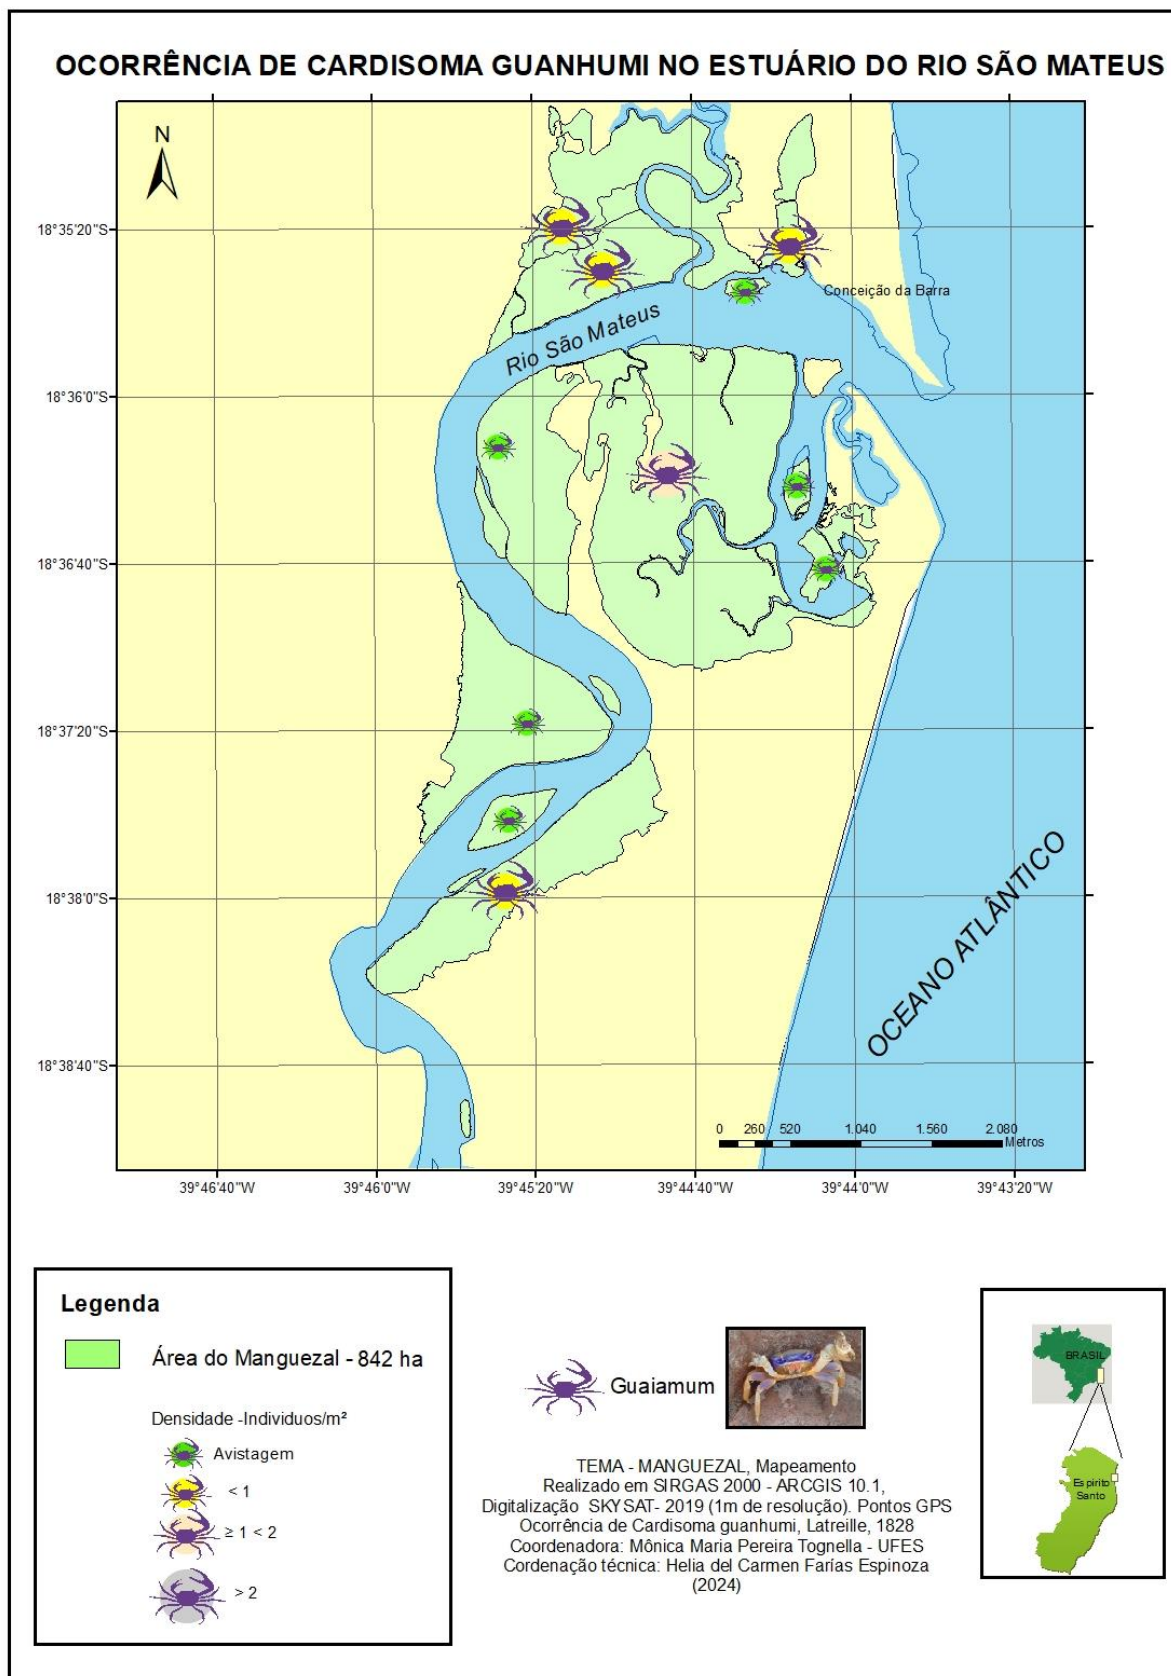 OCORRÊNCIA DE CARDISOMA GUANHUMI NO ESTUÁRIO DO RIO SÃO MATEUS
N
18°35'20"S
18°36'0"S
18°36'40"S
18°37'20"S
18°38'0"S
18°38'40"S
Conceição da Barra
Rio São Mateus
OCEANO ATLÂNTICO
0 260 520 1.040 1.560 2.080
Metros
39°46'40"W 39°46'0"W 39°45'20"W 39°44'40"W 39°44'0"W 39°43'20"W
Legenda
Área do Manguezal - 842 ha
Densidade -Individuos/m²
Avistagem
< 1
≥ 1 < 2
> 2
Guaiamum
TEMA - MANGUEZAL, Mapeamento
Realizado em SIRGAS 2000 - ARCGIS 10.1,
Digitalização SKYSAT- 2019 (1m de resolução). Pontos GPS
Ocorrência de Cardisoma guanhumi, Latreille, 1828
Coordenadora: Mônica Maria Pereira Tognella - UFES
Cordenação técnica: Helia del Carmen Farías Espinoza
(2024)
BRASIL
Espirito
Santo